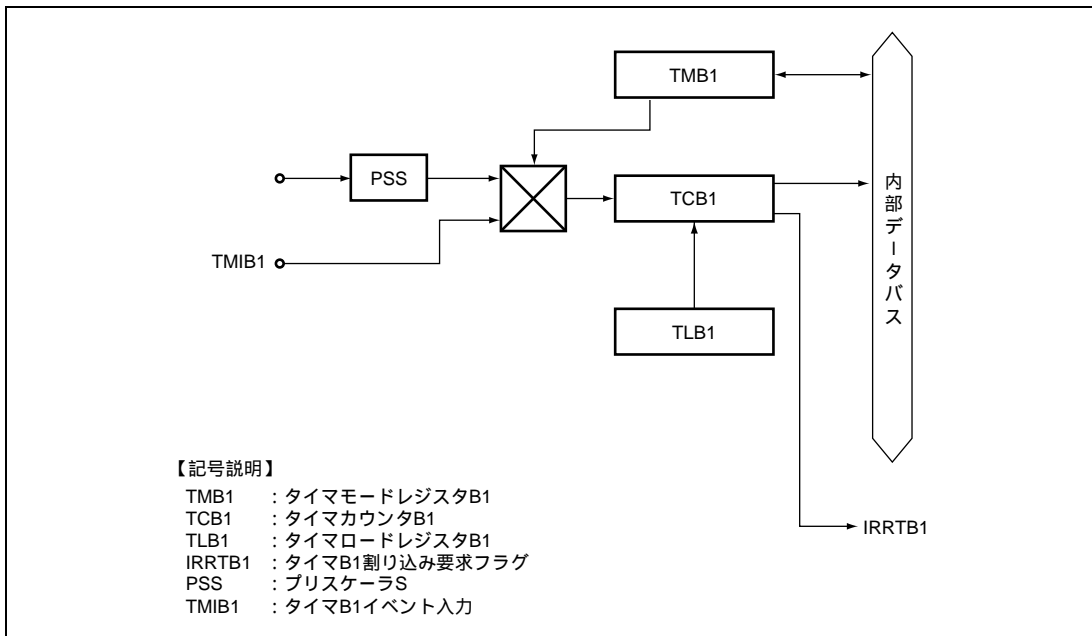 TMB1
PSS
TCB1
TMIB1
TLB1
内部データバス
IRRTB1
【記号説明】
TMB1 : タイマモードレジスタB1
TCB1 : タイマカウンタB1
TLB1 : タイマロードレジスタB1
IRRTB1 : タイマB1割り込み要求フラグ
PSS : プリスケーラS
TMIB1 : タイマB1イベント入力